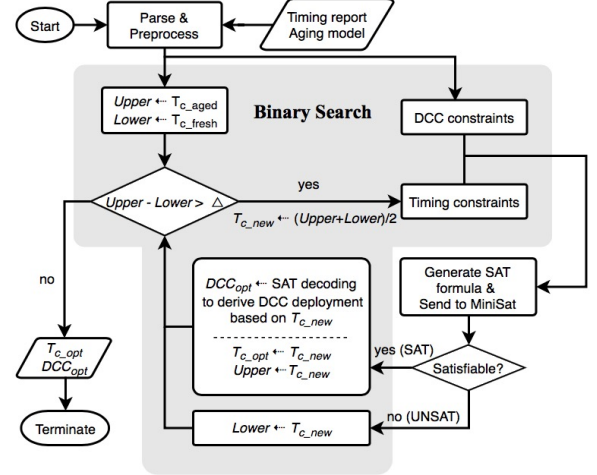 Start
Parse &
Preprocess
Timing report
Aging model
Upper ⇠ T_c_aged
Lower ⇠ T_c_fresh
Binary Search
DCC constraints
Upper - Lower > △
yes
T_c_new ⇠ (Upper+Lower)/2
Timing constraints
no
DCC_opt ⇠ SAT decoding
to derive DCC deployment
based on T_c_new
T_c_opt ⇠ T_c_new
Upper ⇠ T_c_new
Generate SAT
formula &
Send to MiniSat
yes (SAT)
Satisfiable?
T_c_opt
DCC_opt
no (UNSAT)
Lower ⇠ T_c_new
Terminate